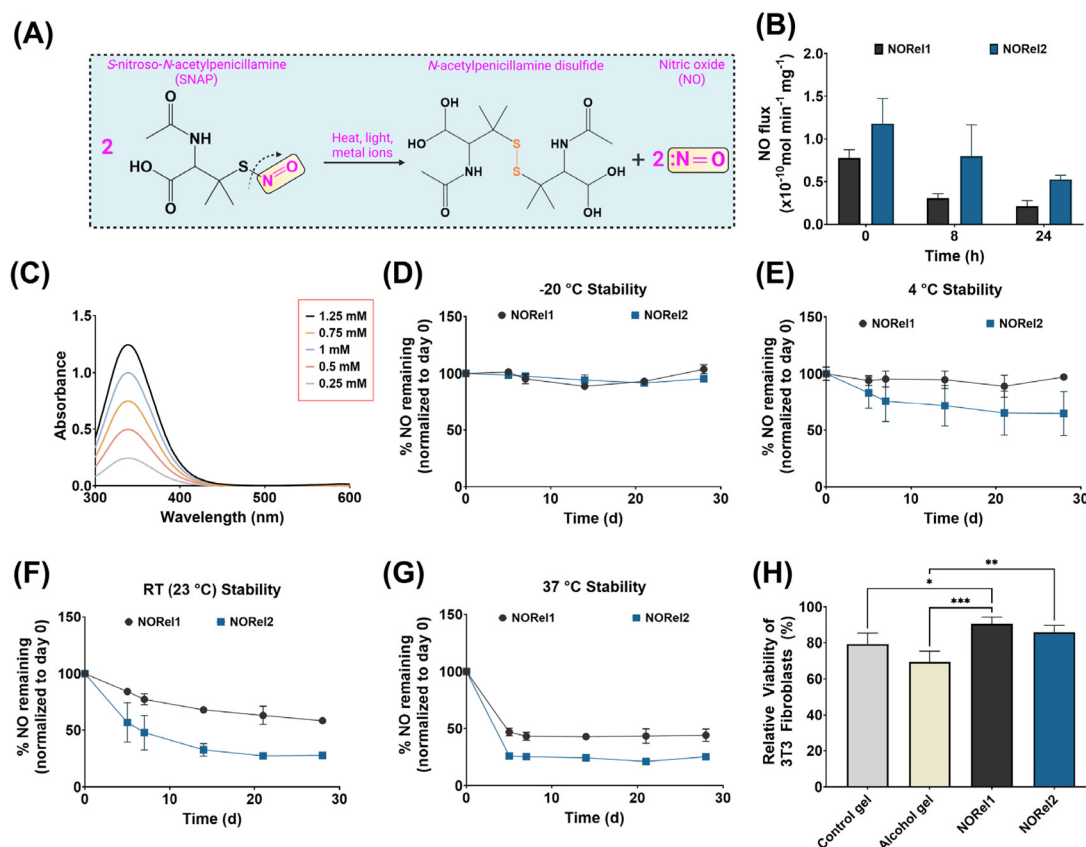 (A)
S-nitroso-N-acetylpenicillamine
(SNAP)
N-acetylpenicillamine disulfide
Nitric oxide
(NO)
2
O
NH
HO
O
S
N=O
Heat, light,
metal ions
OH
HO
NH
O
S
S
O
NH
OH
OH
+ 2 :N=O
(B)
NORel1
NORel2
NO flux
(x10-10mol min-1 mg-1)
2.0
1.5
1.0
0.5
0.0
0
8
24
Time (h)
(C)
Absorbance
1.5
1.0
0.5
0.0
300
400
500
600
Wavelength (nm)
1.25 mM
0.75 mM
1 mM
0.5 mM
0.25 mM
(D)
-20 °C Stability
NORel1
NORel2
% NO remaining
(normalized to day 0)
150
100
50
0
0
10
20
30
Time (d)
(E)
4 °C Stability
NORel1
NORel2
% NO remaining
(normalized to day 0)
150
100
50
0
0
10
20
30
Time (d)
(F)
RT (23 °C) Stability
NORel1
NORel2
% NO remaining
(normalized to day 0)
150
100
50
0
0
10
20
30
Time (d)
(G)
37 °C Stability
NORel1
NORel2
% NO remaining
(normalized to day 0)
150
100
50
0
0
10
20
30
Time (d)
(H)
Relative Viability of
3T3 Fibroblasts (%)
100
80
60
40
20
0
*
**
***
Control gel
Alcohol gel
NORel1
NORel2